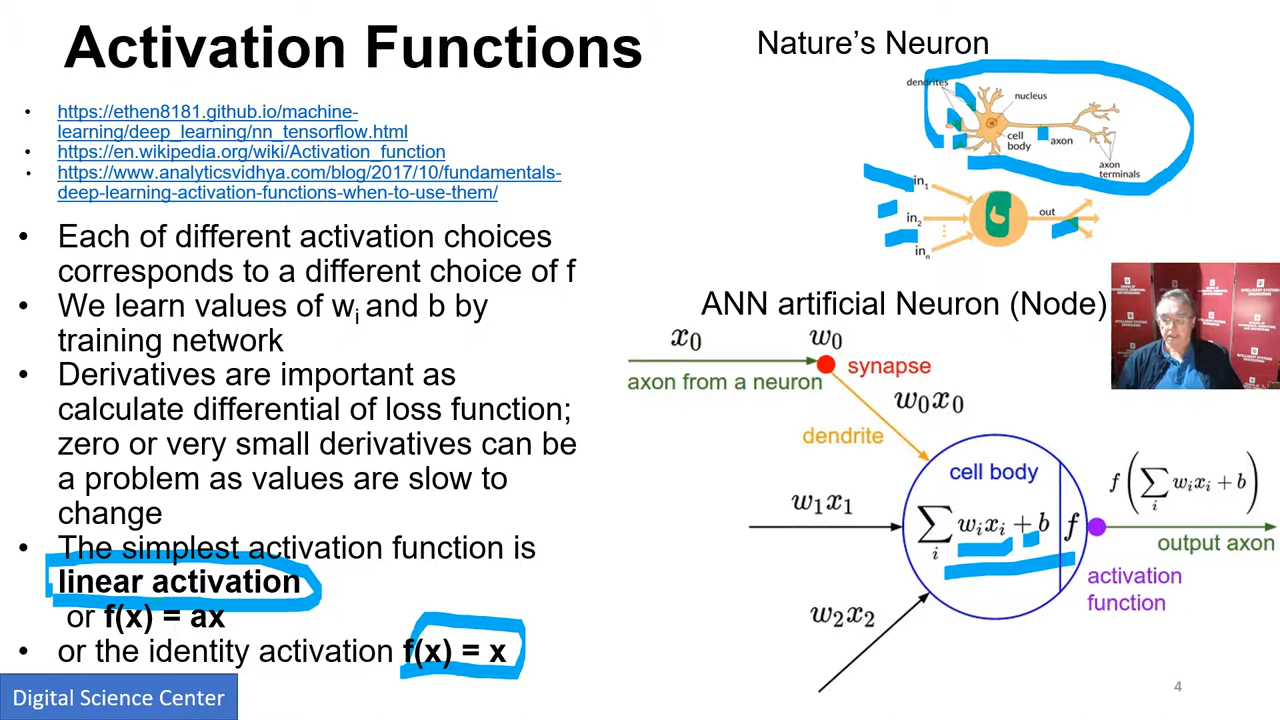 Activation Functions
https://ethen8181.github.io/machine-
learning/deep_learning/nn_tensorflow.html
https://en.wikipedia.org/wiki/Activation_function
https://www.analyticsvidhya.com/blog/2017/10/fundamentals-
deep-learning-activation-functions-when-to-use-them/
• Each of different activation choices
corresponds to a different choice of f
• We learn values of wᵢ and b by
training network
• Derivatives are important as
calculate differential of loss function;
zero or very small derivatives can be
a problem as values are slow to
change
• The simplest activation function is
linear activation
or f(x) = ax
• or the identity activation f(x) = x
Digital Science Center
Nature's Neuron
dendrites
nucleus
cell
body
axon
axon
terminals
in₁
in₂
inₙ
out
ANN artificial Neuron (Node)
x₀
w₀
axon from a neuron
synapse
w₀x₀
dendrite
cell body
w₁x₁
∑ᵢ wᵢxᵢ + b
f
f(∑ᵢ wᵢxᵢ + b)
output axon
activation
function
w₂x₂
4